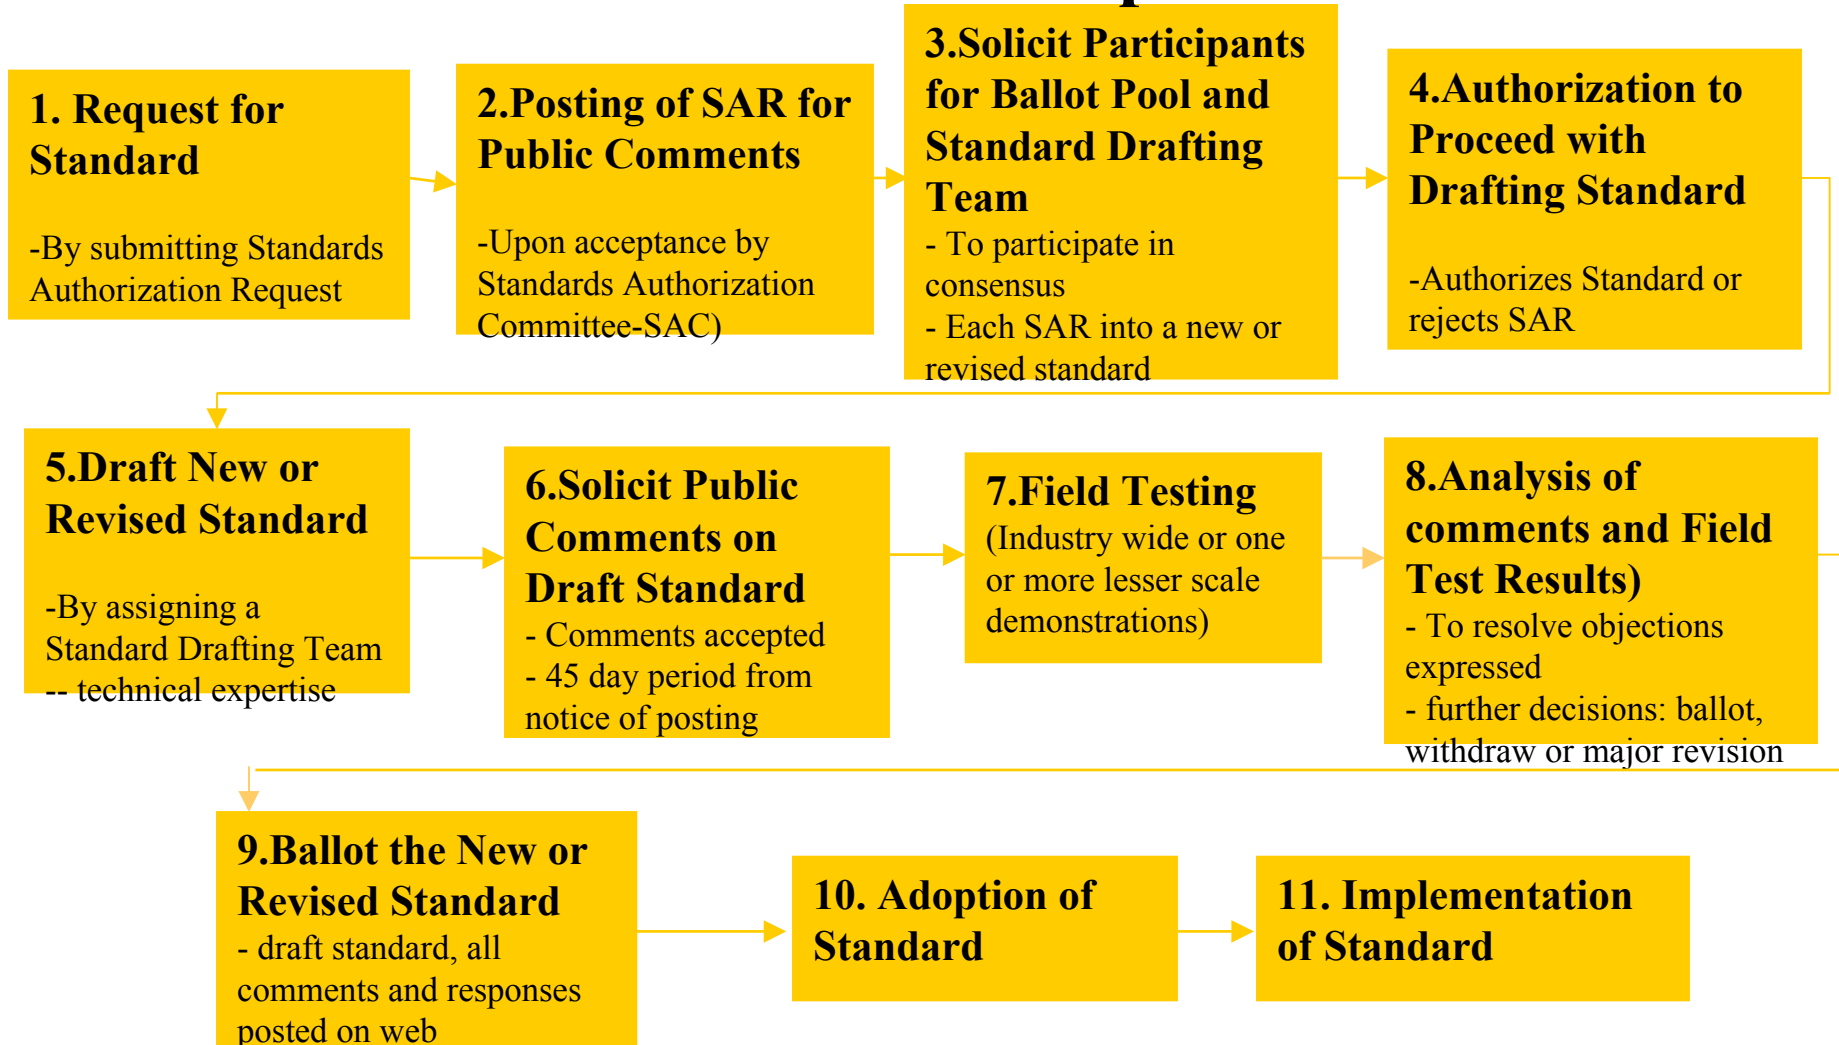 1. Request for
Standard
-By submitting Standards
Authorization Request
2.Posting of SAR for
Public Comments
-Upon acceptance by
Standards Authorization
Committee-SAC)
3.Solicit Participants
for Ballot Pool and
Standard Drafting
Team
- To participate in
consensus
- Each SAR into a new or
revised standard
4.Authorization to
Proceed with
Drafting Standard
-Authorizes Standard or
rejects SAR
5.Draft New or
Revised Standard
-By assigning a
Standard Drafting Team
-- technical expertise
6.Solicit Public
Comments on
Draft Standard
- Comments accepted
- 45 day period from
notice of posting
7.Field Testing
(Industry wide or one
or more lesser scale
demonstrations)
8.Analysis of
comments and Field
Test Results)
- To resolve objections
expressed
- further decisions: ballot,
withdraw or major revision
9.Ballot the New or
Revised Standard
- draft standard, all
comments and responses
posted on web
10. Adoption of
Standard
11. Implementation
of Standard